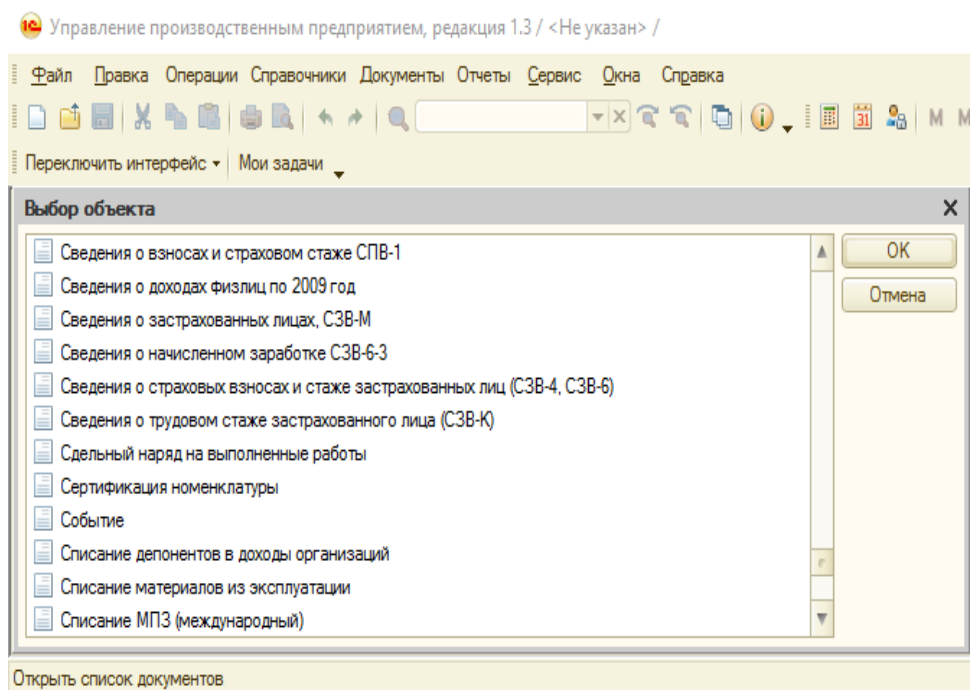 Управление производственным предприятием, редакция 1.3 / <Не указан> /
Файл Правка Операции Справочники Документы Отчеты Сервис Окна Справка
31 M M
Переключить интерфейс Мои задачи
Выбор объекта
Сведения о взносах и страховом стаже СПВ-1
OK
Сведения о доходах физлиц по 2009 год
Отмена
Сведения о застрахованных лицах, СЗВ-М
Сведения о начисленном заработке СЗВ-6-3
Сведения о страховых взносах и стаже застрахованных лиц (СЗВ-4, СЗВ-6)
Сведения о трудовом стаже застрахованного лица (СЗВ-К)
Сдельный наряд на выполненные работы
Сертификация номенклатуры
Событие
Списание депонентов в доходы организаций
Списание материалов из эксплуатации
Списание МПЗ (международный)
Открыть список документов